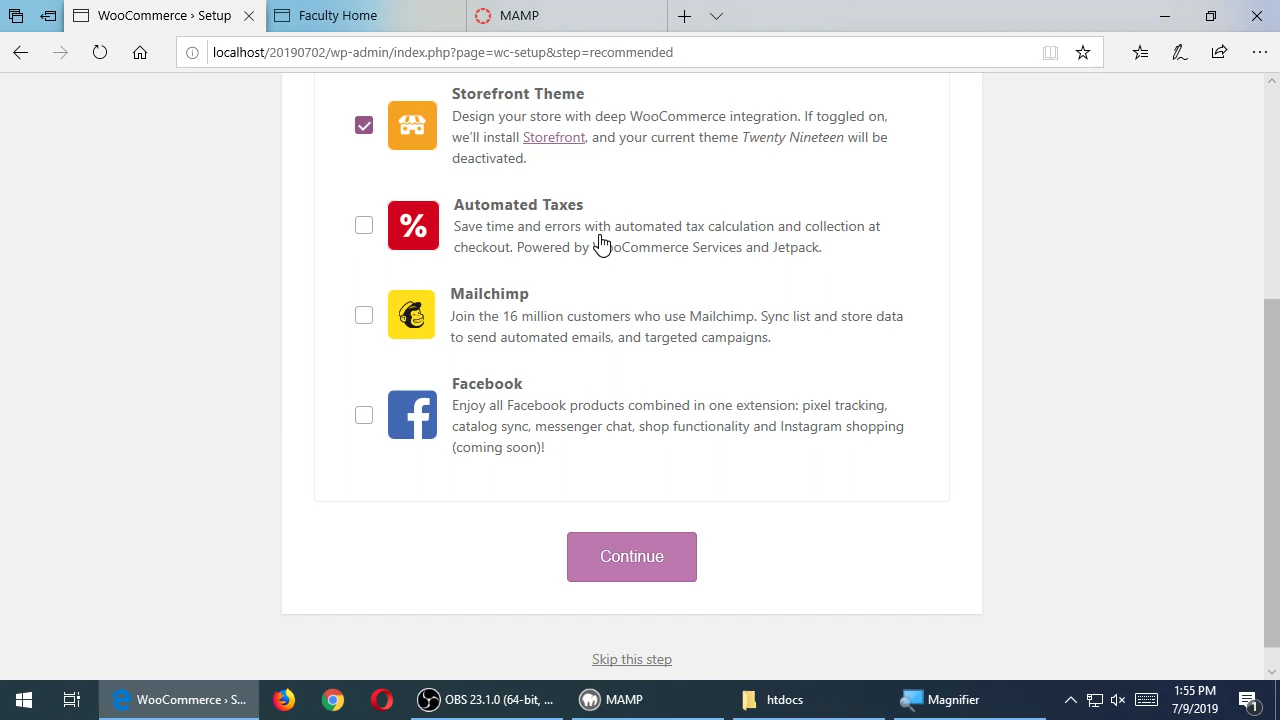 WooCommerce › Setup
Faculty Home
MAMP
localhost/20190702/wp-admin/index.php?page=wc-setup&step=recommended
Storefront Theme
Design your store with deep WooCommerce integration. If toggled on,
we'll install Storefront, and your current theme Twenty Nineteen will be
deactivated.
%
Automated Taxes
Save time and errors with automated tax calculation and collection at
checkout. Powered by WooCommerce Services and Jetpack.
Mailchimp
Join the 16 million customers who use Mailchimp. Sync list and store data
to send automated emails, and targeted campaigns.
Facebook
Enjoy all Facebook products combined in one extension: pixel tracking,
catalog sync, messenger chat, shop functionality and Instagram shopping
(coming soon)!
Continue
Skip this step
WooCommerce › S...
OBS 23.1.0 (64-bit, ...
MAMP
htdocs
Magnifier
1:55 PM
7/9/2019
1